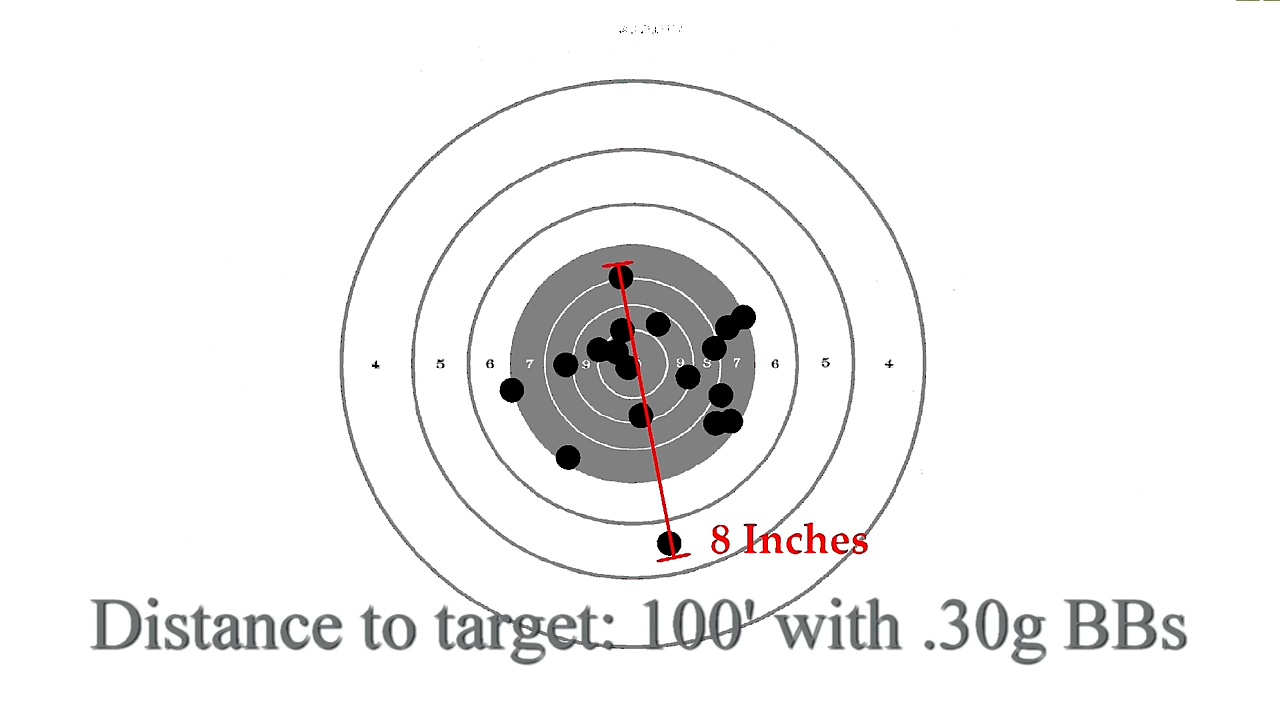 4 5 6 7 9 9 8 7 6 5 4
8 Inches
Distance to target: 100' with .30g BBs